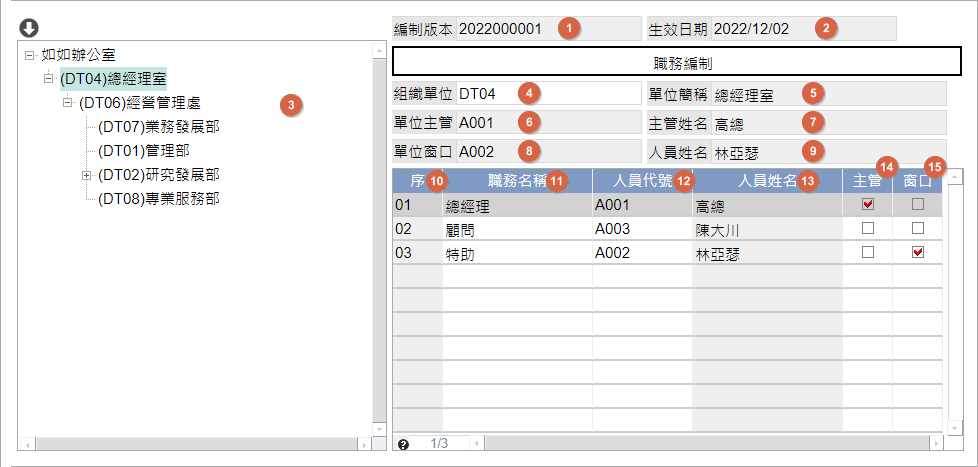 編制版本 2022000001 1 生效日期 2022/12/02 2
職務編制
如如辦公室
(DT04)總經理室
(DT06)經營管理處
(DT07)業務發展部
(DT01)管理部
(DT02)研究發展部
(DT08)專業服務部
3
組織單位 DT04 4 單位簡稱 總經理室 5
單位主管 A001 6 主管姓名 高總 7
單位窗口 A002 8 人員姓名 林亞瑟 9
序 10 職務名稱 11 人員代號 12 人員姓名 13 主管 14 窗口 15
01 總經理 A001 高總
02 顧問 A003 陳大川
03 特助 A002 林亞瑟
? 1/3